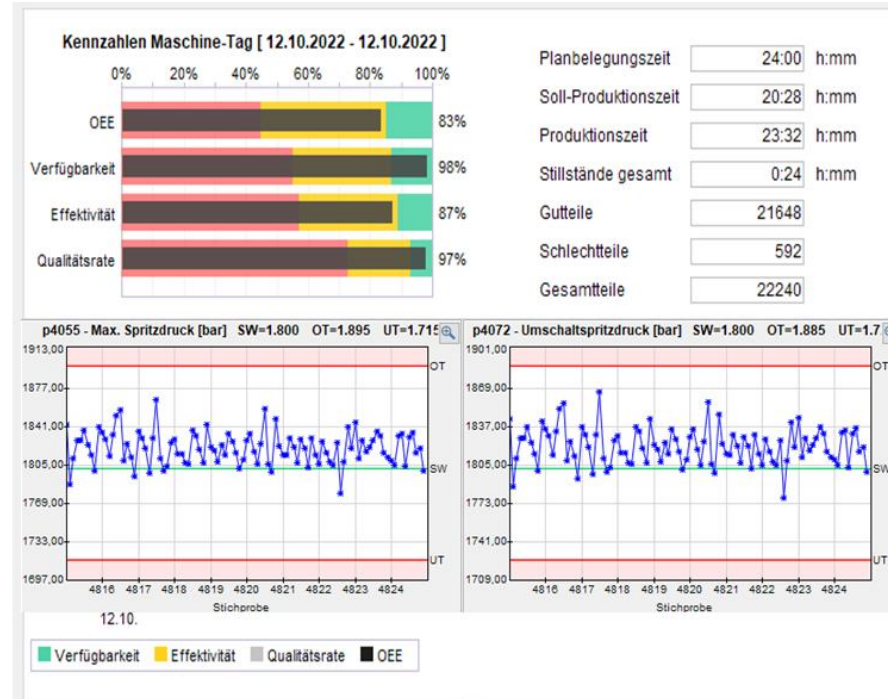 Kennzahlen Maschine-Tag [ 12.10.2022 - 12.10.2022 ]
0% 20% 40% 60% 80% 100%
OEE 83%
Verfügbarkeit 98%
Effektivität 87%
Qualitätsrate 97%
Planbelegungszeit 24:00 h:mm
Soll-Produktionszeit 20:28 h:mm
Produktionszeit 23:32 h:mm
Stillstände gesamt 0:24 h:mm
Gutteile 21648
Schlechtteile 592
Gesamtteile 22240
p4055 - Max. Spritzdruck [bar] SW=1.800 OT=1.895 UT=1.715
1913,00
1877,00
1841,00
1805,00
1769,00
1733,00
1697,00
OT
SW
UT
4816 4817 4818 4819 4820 4821 4822 4823 4824
Stichprobe
p4072 - Umschaltspritzdruck [bar] SW=1.800 OT=1.885 UT=1.7
1901,00
1869,00
1837,00
1805,00
1773,00
1741,00
1709,00
OT
SW
UT
4816 4817 4818 4819 4820 4821 4822 4823 4824
Stichprobe
12.10.
Verfügbarkeit Effektivität Qualitätsrate OEE